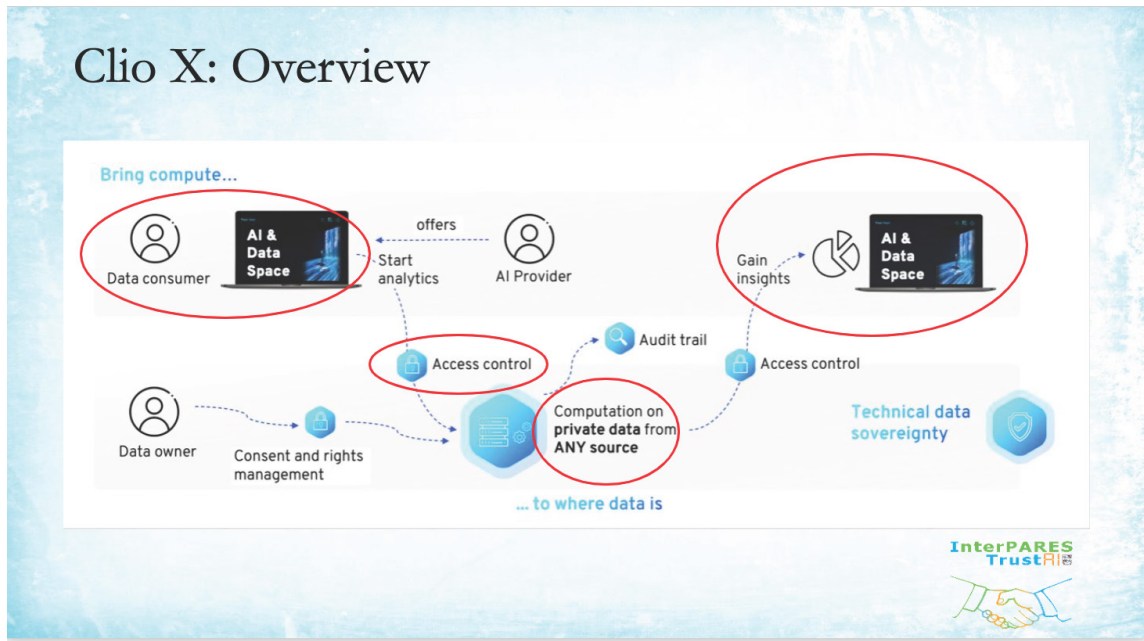 Clio X: Overview
Bring compute...
Data consumer
AI &
Data
Space
offers
Start
analytics
AI Provider
Gain
insights
AI &
Data
Space
Access control
Audit trail
Access control
Data owner
Consent and rights
management
Computation on
private data from
ANY source
Technical data
sovereignty
... to where data is
InterPARES
TrustAI